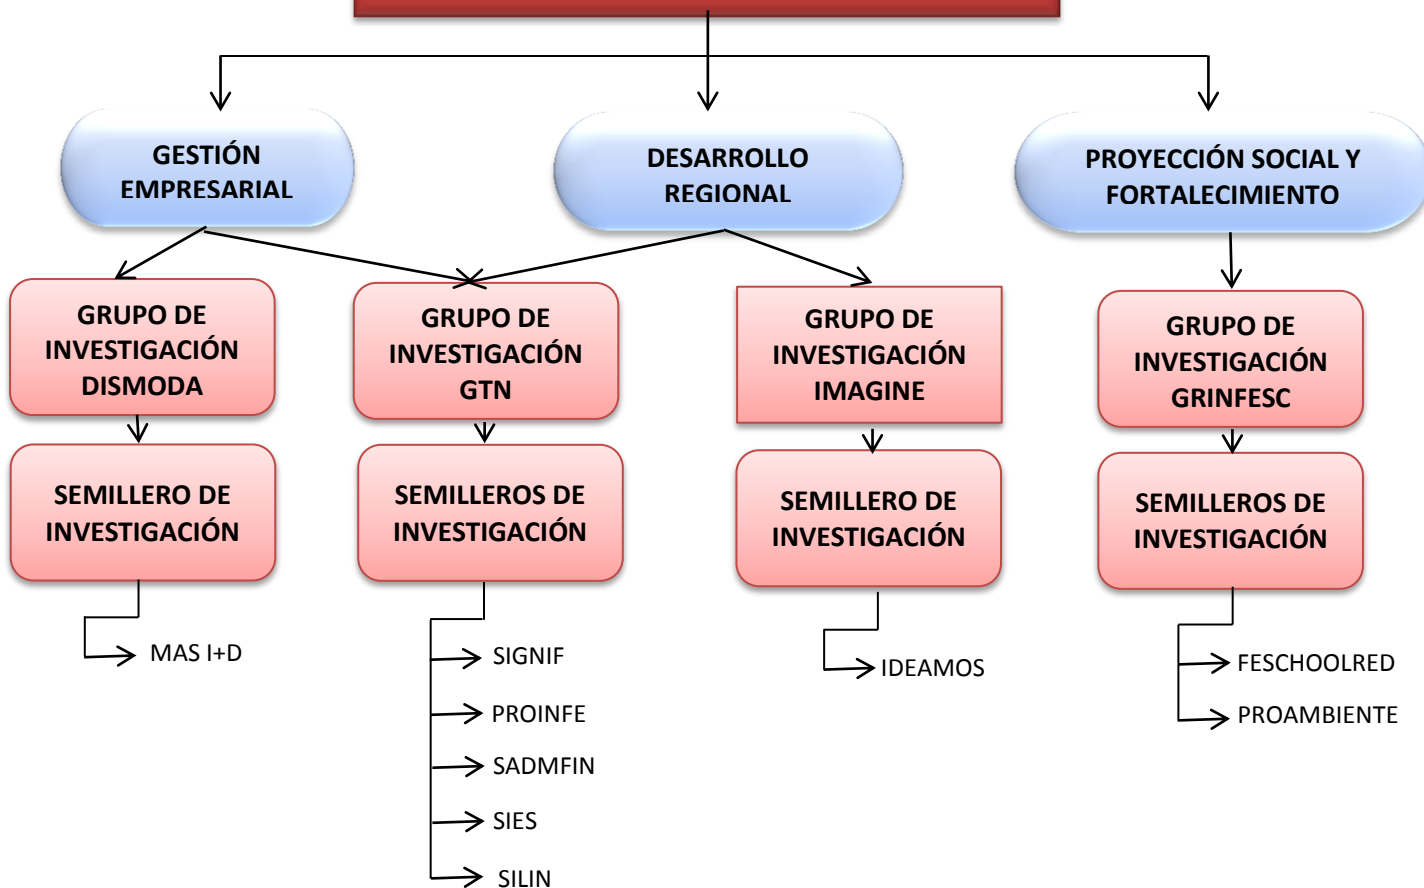 GESTIÓN
EMPRESARIAL
DESARROLLO
REGIONAL
PROYECCIÓN SOCIAL Y
FORTALECIMIENTO
GRUPO DE
INVESTIGACIÓN
DISMODA
GRUPO DE
INVESTIGACIÓN
GTN
GRUPO DE
INVESTIGACIÓN
IMAGINE
GRUPO DE
INVESTIGACIÓN
GRINFESC
SEMILLERO DE
INVESTIGACIÓN
SEMILLEROS DE
INVESTIGACIÓN
SEMILLERO DE
INVESTIGACIÓN
SEMILLEROS DE
INVESTIGACIÓN
MAS I+D
SIGNIF
PROINFE
SADMFIN
SIES
SILIN
IDEAMOS
FESCHOOLRED
PROAMBIENTE